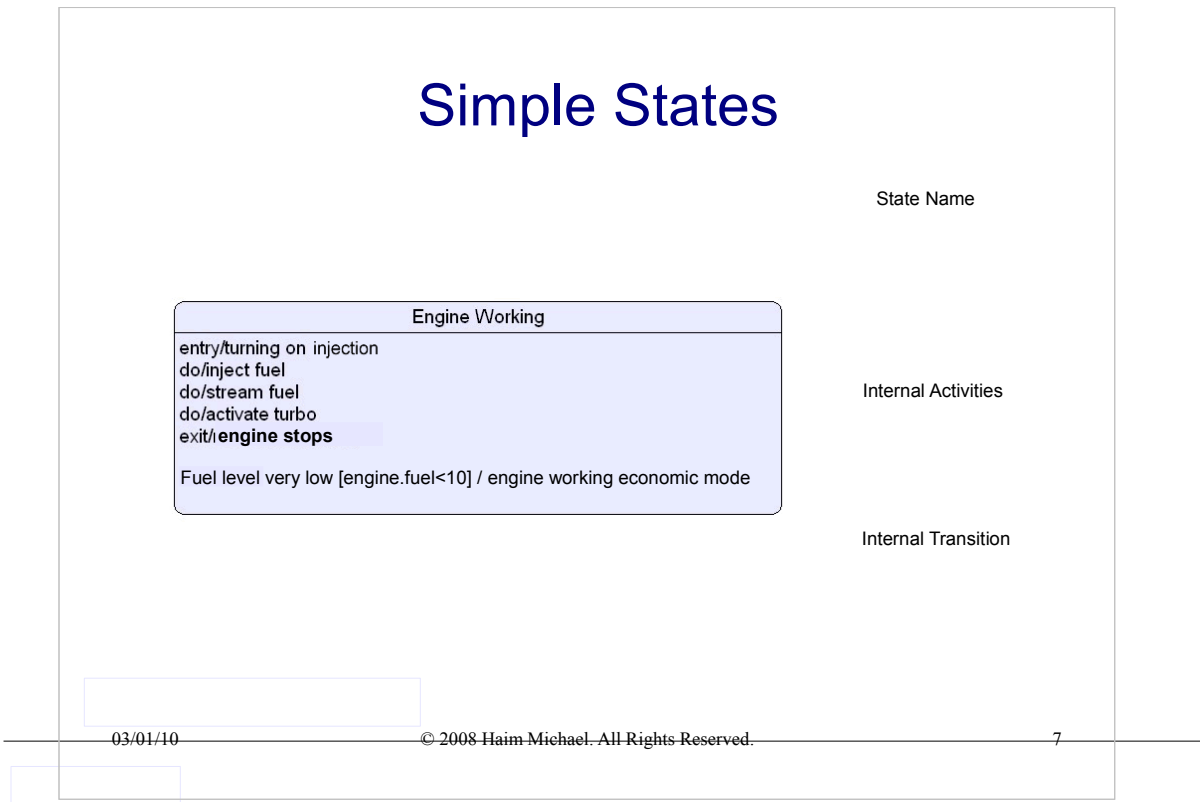 Simple States
State Name
Engine Working
entry/turning on injection
do/inject fuel
do/stream fuel
do/activate turbo
exit/engine stops
Internal Activities
Fuel level very low [engine.fuel<10] / engine working economic mode
Internal Transition
03/01/10 © 2008 Haim Michael. All Rights Reserved. 7